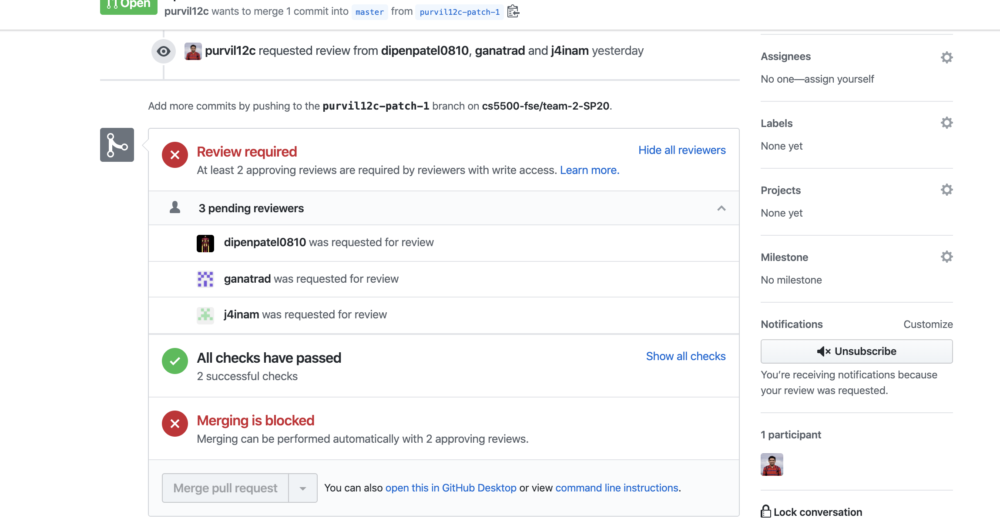 Open
purvil12c wants to merge 1 commit into master from purvil12c-patch-1
purvil12c requested review from dipenpatel0810, ganatrad and j4inam yesterday
Add more commits by pushing to the purvil12c-patch-1 branch on cs5500-fse/team-2-SP20.
Review required
Hide all reviewers
At least 2 approving reviews are required by reviewers with write access. Learn more.
3 pending reviewers
dipenpatel0810 was requested for review
ganatrad was requested for review
j4inam was requested for review
All checks have passed
Show all checks
2 successful checks
Merging is blocked
Merging can be performed automatically with 2 approving reviews.
Merge pull request
You can also open this in GitHub Desktop or view command line instructions.
Assignees
No one—assign yourself
Labels
None yet
Projects
None yet
Milestone
No milestone
Notifications
Customize
Unsubscribe
You’re receiving notifications because
your review was requested.
1 participant
Lock conversation